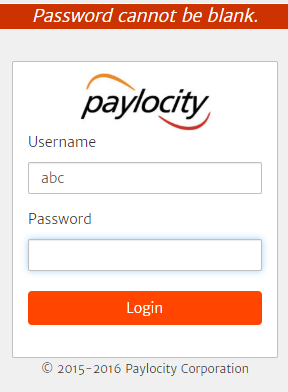 Password cannot be blank.
paylocity
Username
abc
Password
Login
© 2015-2016 Paylocity Corporation